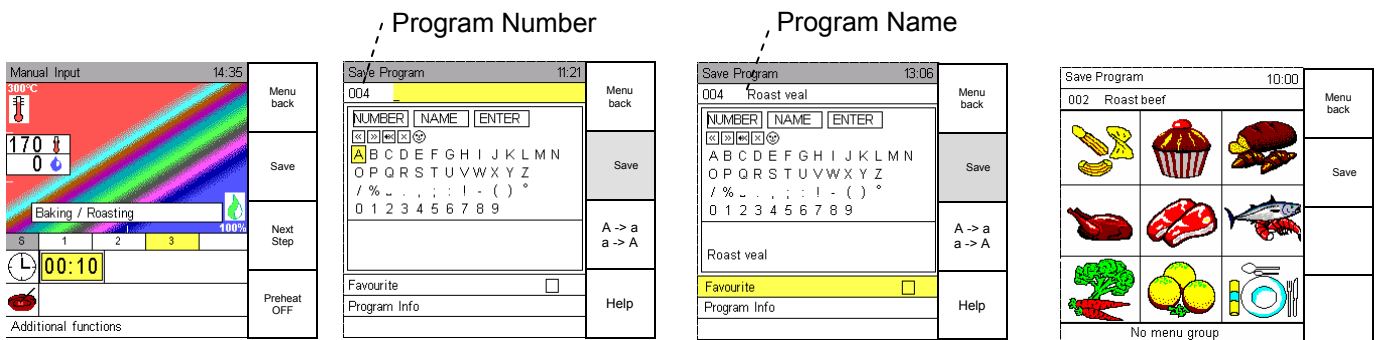 Program Number
Program Name
Manual Input 14:35
300°C
170
0
Baking / Roasting
100%
S 1 2 3
00:10
Additional functions
Menu
back
Save
Next
Step
Preheat
OFF
Save Program 11:21
004 _
NUMBER NAME ENTER
A B C D E F G H I J K L M N
O P Q R S T U V W X Y Z
/ % _ . , ; : ! - ( ) °
0 1 2 3 4 5 6 7 8 9
Favourite
Program Info
Menu
back
Save
A -> a
a -> A
Help
Save Program 13:06
004 Roast veal
NUMBER NAME ENTER
A B C D E F G H I J K L M N
O P Q R S T U V W X Y Z
/ % _ . , ; : ! - ( ) °
0 1 2 3 4 5 6 7 8 9
Roast veal
Favourite
Program Info
Menu
back
Save
A -> a
a -> A
Help
Save Program 10:00
002 Roast beef
No menu group
Menu
back
Save